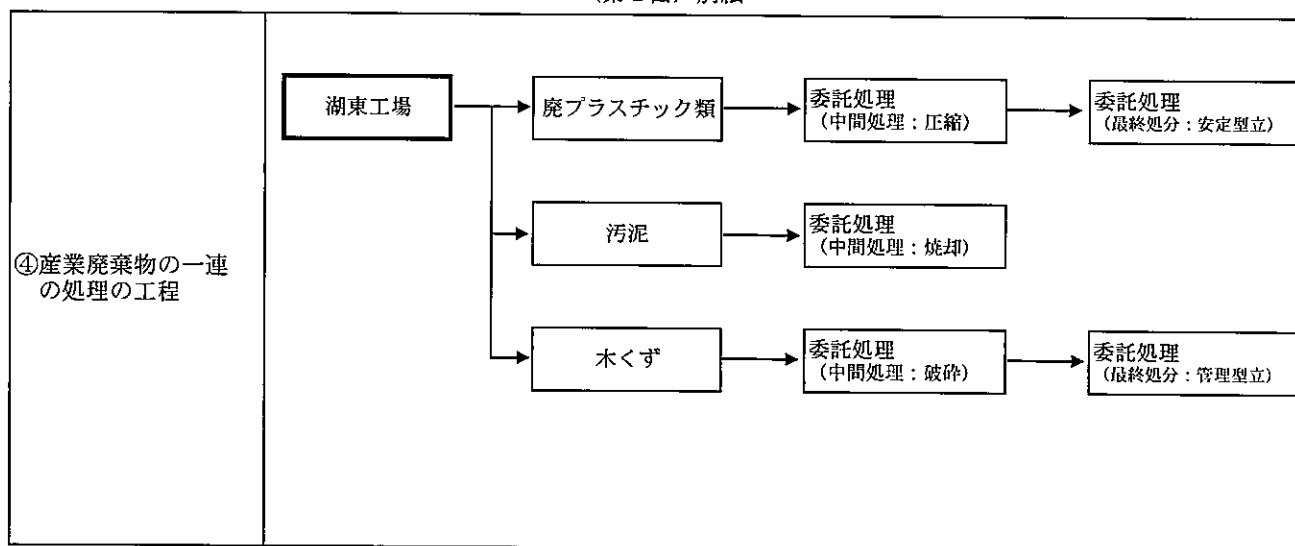 ④産業廃棄物の一連
の処理の工程
湖東工場
廃プラスチック類
委託処理
（中間処理；圧縮）
委託処理
（最終処分：安定型立）
汚泥
委託処理
（中間処理：焼却）
木くず
委託処理
（中間処理：破砕）
委託処理
（最終処分：管理型立）